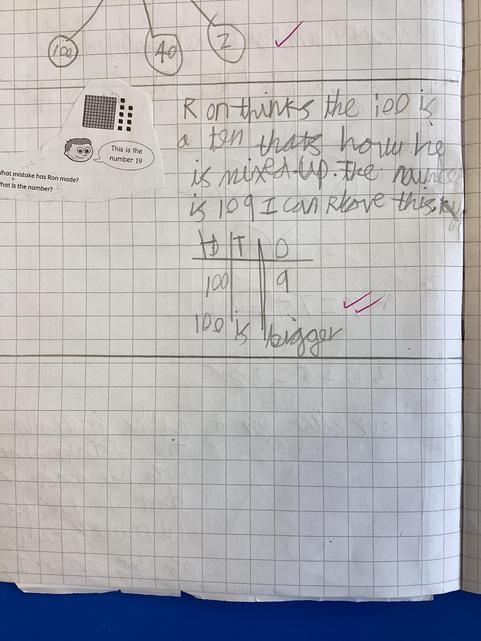 100 40 2
This is the
number 19
What mistake has Ron made?
What is the number?
Ron thinks the 100 is
a ten thats how he
is mixed up. The number
is 109 I can Rbove this.
H T O
100 9
100 is bigger